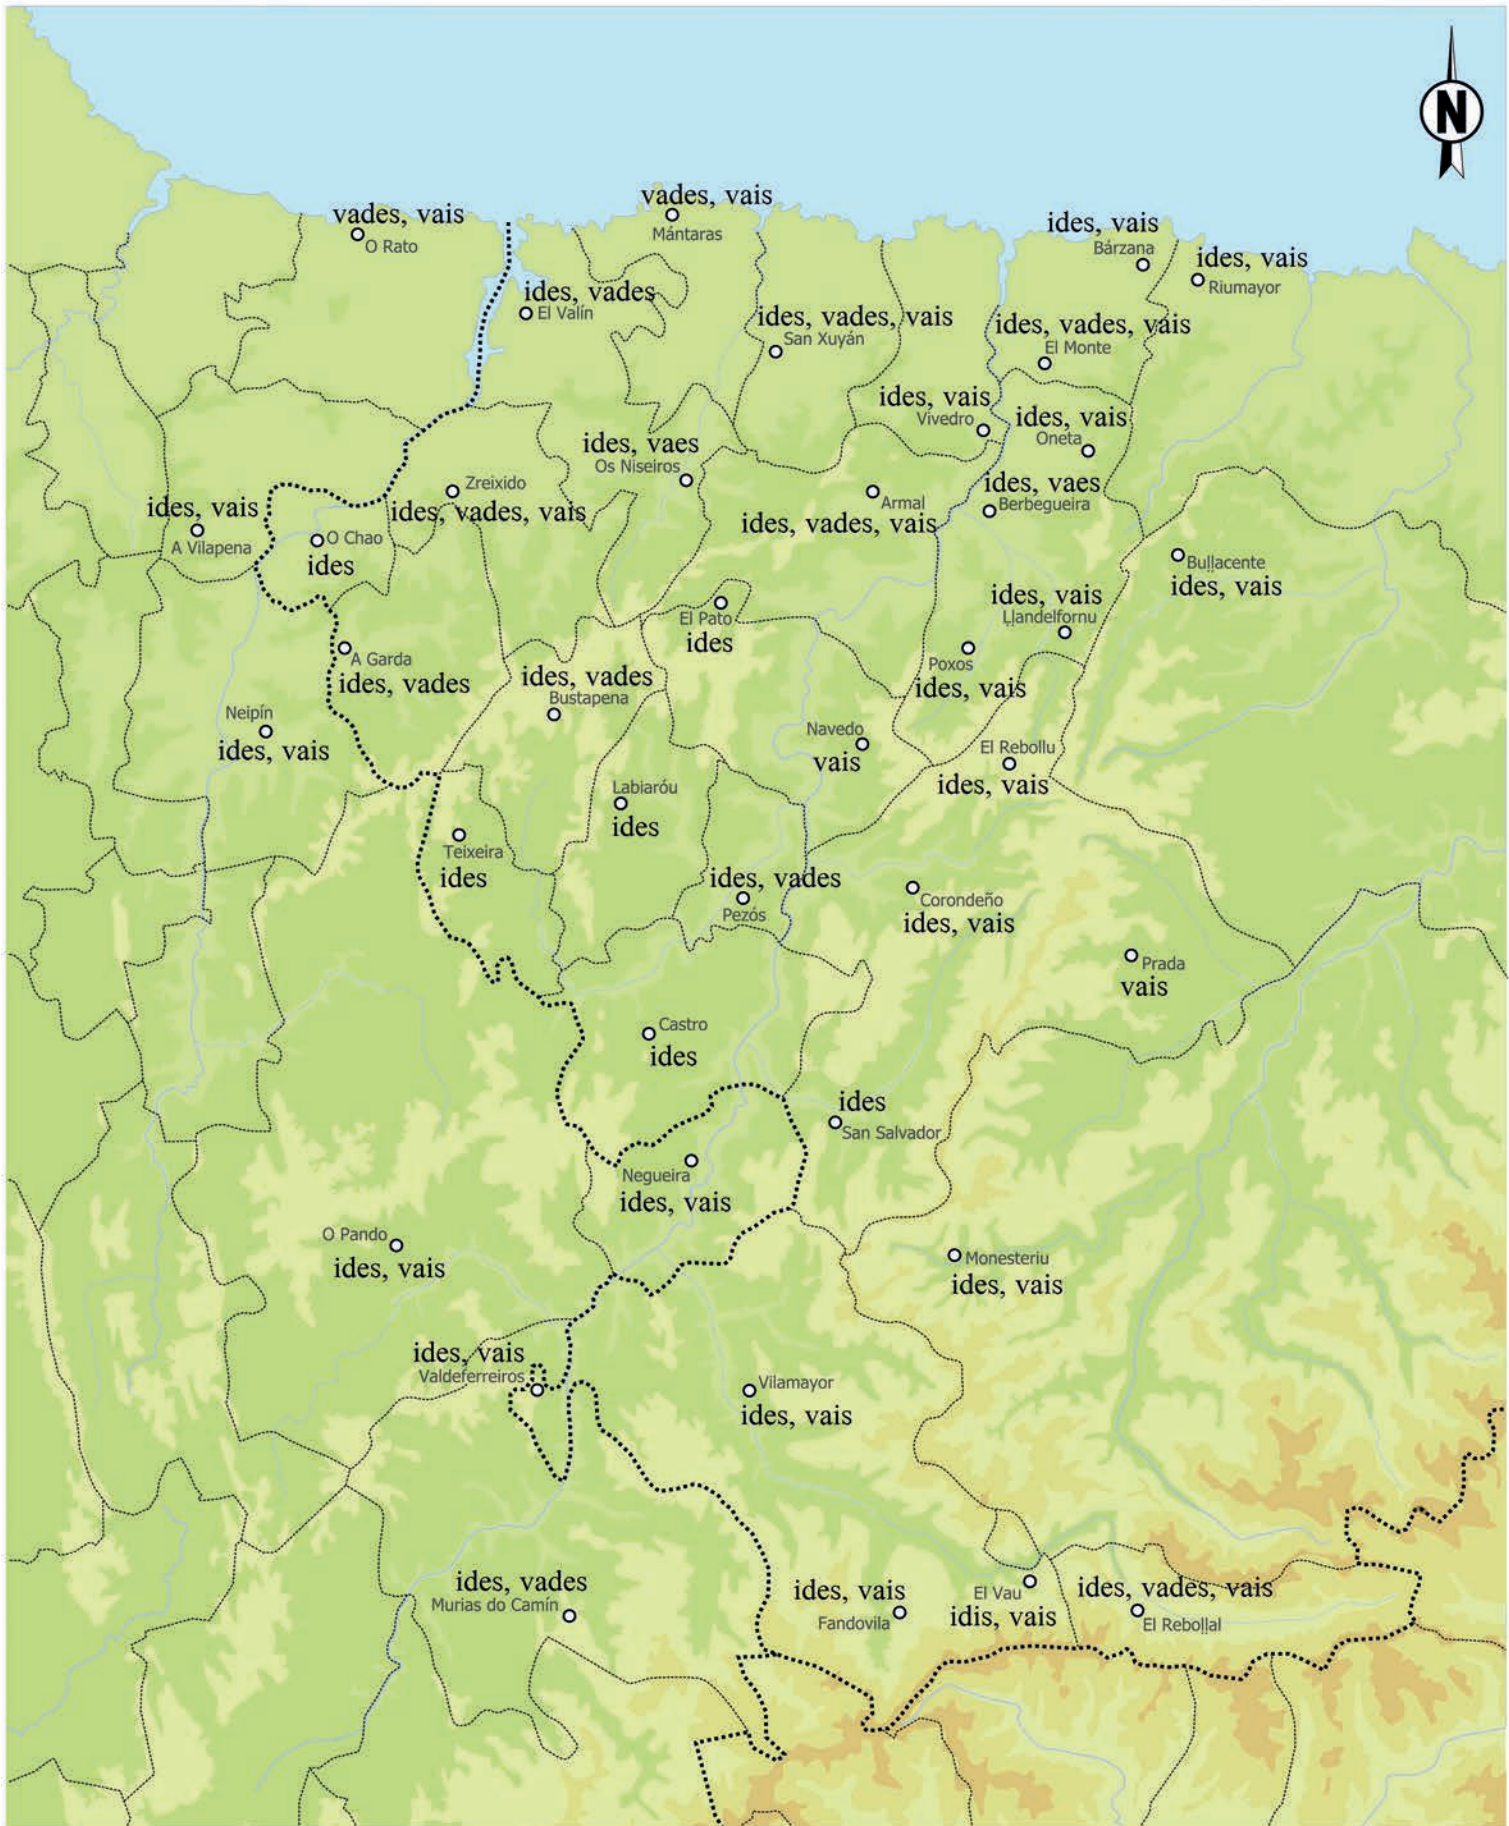 N
vades, vais
Mántaras
vades, vais
O Rato
ides, vais
Bárzana
ides, vais
Riumayor
ides, vades
El Valín
ides, vades, vais
San Xuyán
ides, vades, vais
El Monte
ides, vais
Vivedro
ides, vais
Oneta
ides, vaes
Os Niseiros
Zreixido
ides, vades, vais
ides, vaes
Berbegueira
Armal
ides, vades, vais
ides, vais
A Vilapena
O Chao
ides
Buḷḷacente
ides, vais
ides, vais
Ḷḷandelfornu
El Pato
ides
A Garda
ides, vades
ides, vades
Bustapena
Poxos
ides, vais
Neipín
ides, vais
Navedo
vais
El Rebollu
ides, vais
Labiaróu
ides
Teixeira
ides
ides, vades
Pezós
Corondeño
ides, vais
Prada
vais
Castro
ides
ides
San Salvador
Negueira
ides, vais
O Pando
ides, vais
Monesteriu
ides, vais
ides, vais
Valdeferreiros
Vilamayor
ides, vais
ides, vades
Murias do Camín
ides, vais
Fandovila
El Vau
idis, vais
ides, vades, vais
El Reboḷḷal